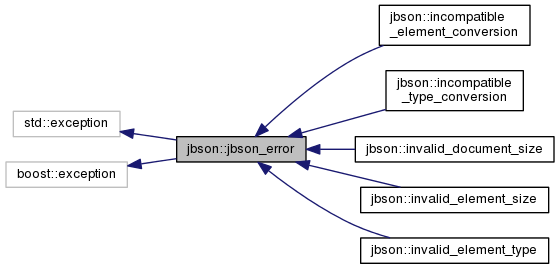 std::exception
boost::exception
jbson::jbson_error
jbson::incompatible
_element_conversion
jbson::incompatible
_type_conversion
jbson::invalid_document_size
jbson::invalid_element_size
jbson::invalid_element_type